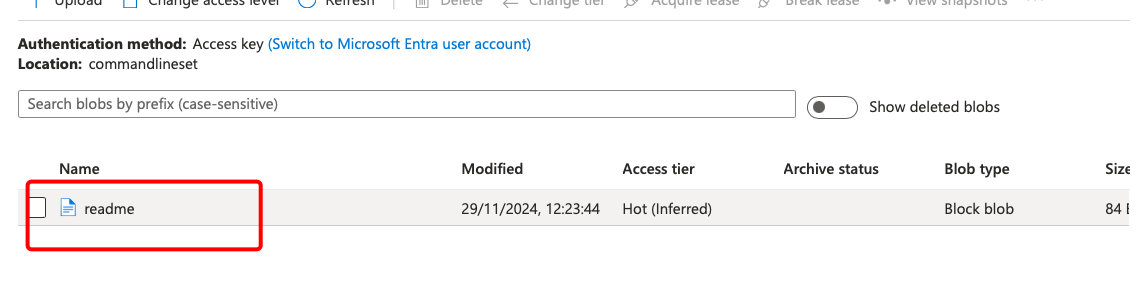 Upload Change access level Refresh Delete Change tier Acquire lease Break lease View snapshots
Authentication method: Access key (Switch to Microsoft Entra user account)
Location: commandlineset
Search blobs by prefix (case-sensitive)
Show deleted blobs
Name Modified Access tier Archive status Blob type Size
readme 29/11/2024, 12:23:44 Hot (Inferred) Block blob 84